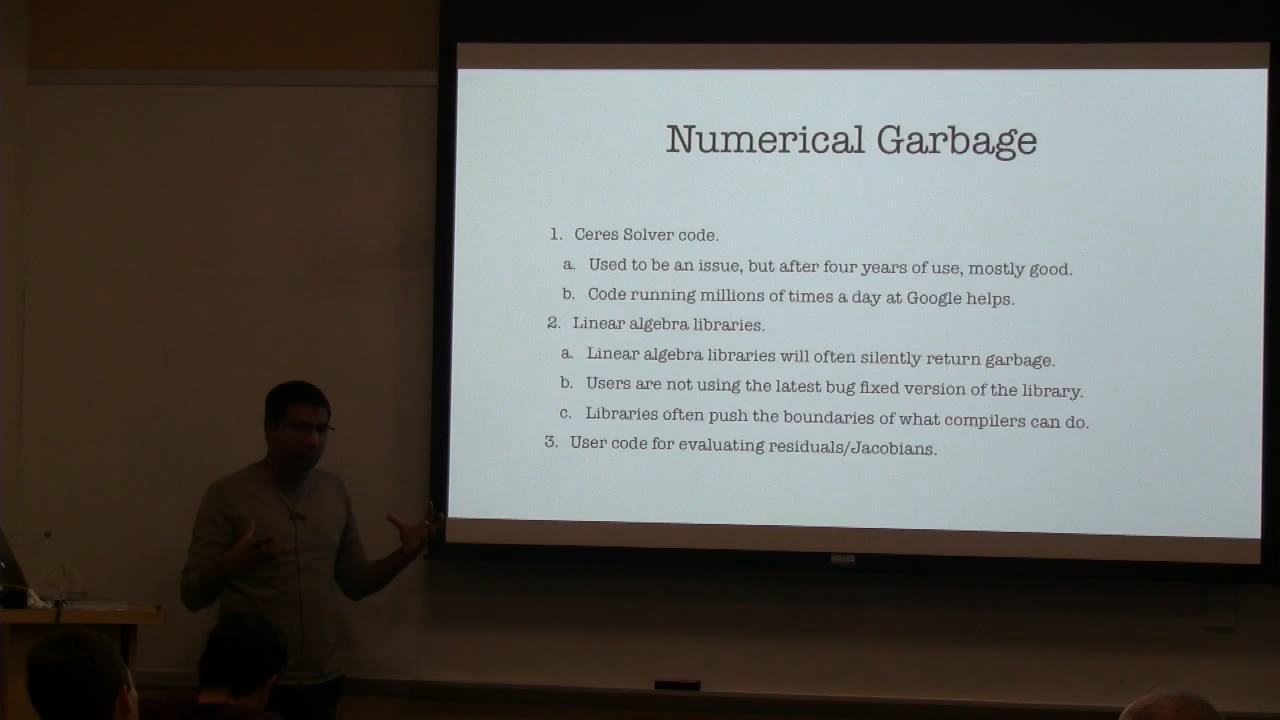 Numerical Garbage
1. Ceres Solver code.
a. Used to be an issue, but after four years of use, mostly good.
b. Code running millions of times a day at Google helps.
2. Linear algebra libraries.
a. Linear algebra libraries will often silently return garbage.
b. Users are not using the latest bug fixed version of the library.
c. Libraries often push the boundaries of what compilers can do.
3. User code for evaluating residuals/Jacobians.